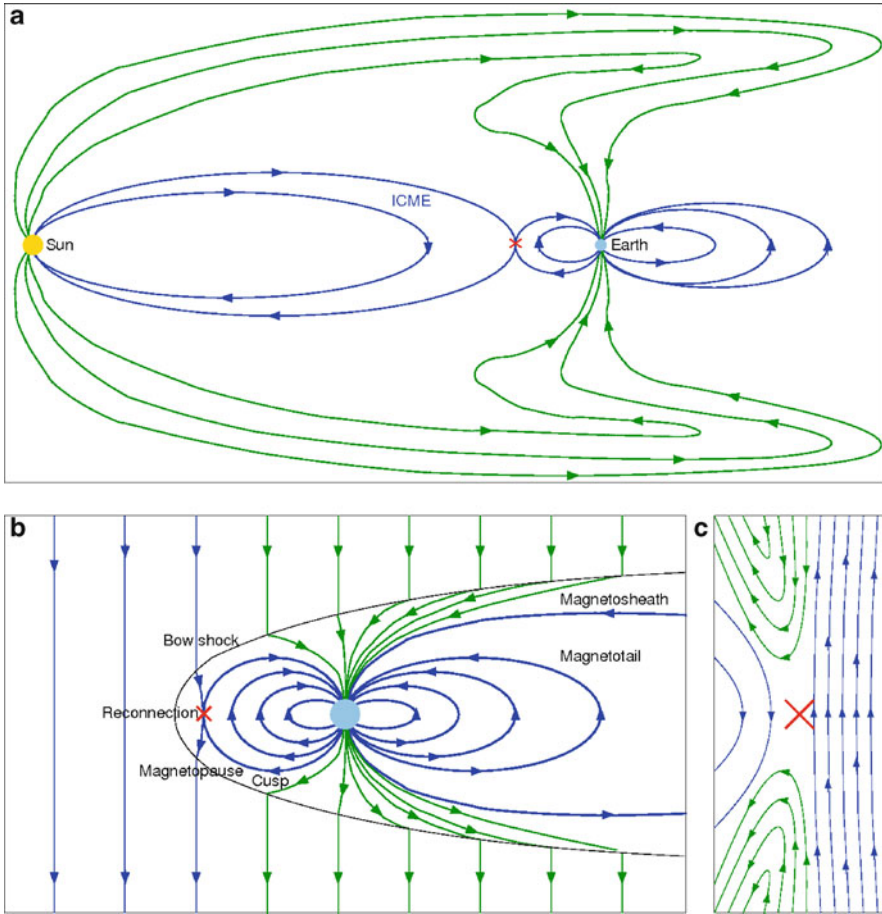 a
ICME
Sun
Earth
b
c
Magnetosheath
Bow shock
Magnetotail
Reconnection
Magnetopause
Cusp